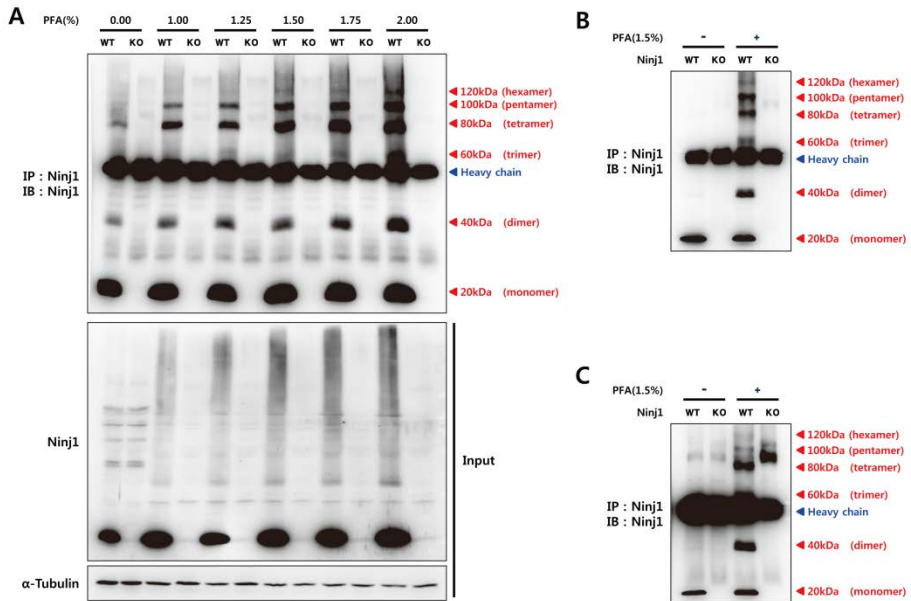 A
PFA(%) 0.00 1.00 1.25 1.50 1.75 2.00
WT KO WT KO WT KO WT KO WT KO WT KO
120kDa (hexamer)
100kDa (pentamer)
80kDa (tetramer)
60kDa (trimer)
IP : Ninj1
IB : Ninj1
Heavy chain
40kDa (dimer)
20kDa (monomer)
Ninj1
Input
α-Tubulin
B
PFA(1.5%) - +
Ninj1 WT KO WT KO
120kDa (hexamer)
100kDa (pentamer)
80kDa (tetramer)
60kDa (trimer)
IP : Ninj1
IB : Ninj1
Heavy chain
40kDa (dimer)
20kDa (monomer)
C
PFA(1.5%) - +
Ninj1 WT KO WT KO
120kDa (hexamer)
100kDa (pentamer)
80kDa (tetramer)
60kDa (trimer)
IP : Ninj1
IB : Ninj1
Heavy chain
40kDa (dimer)
20kDa (monomer)